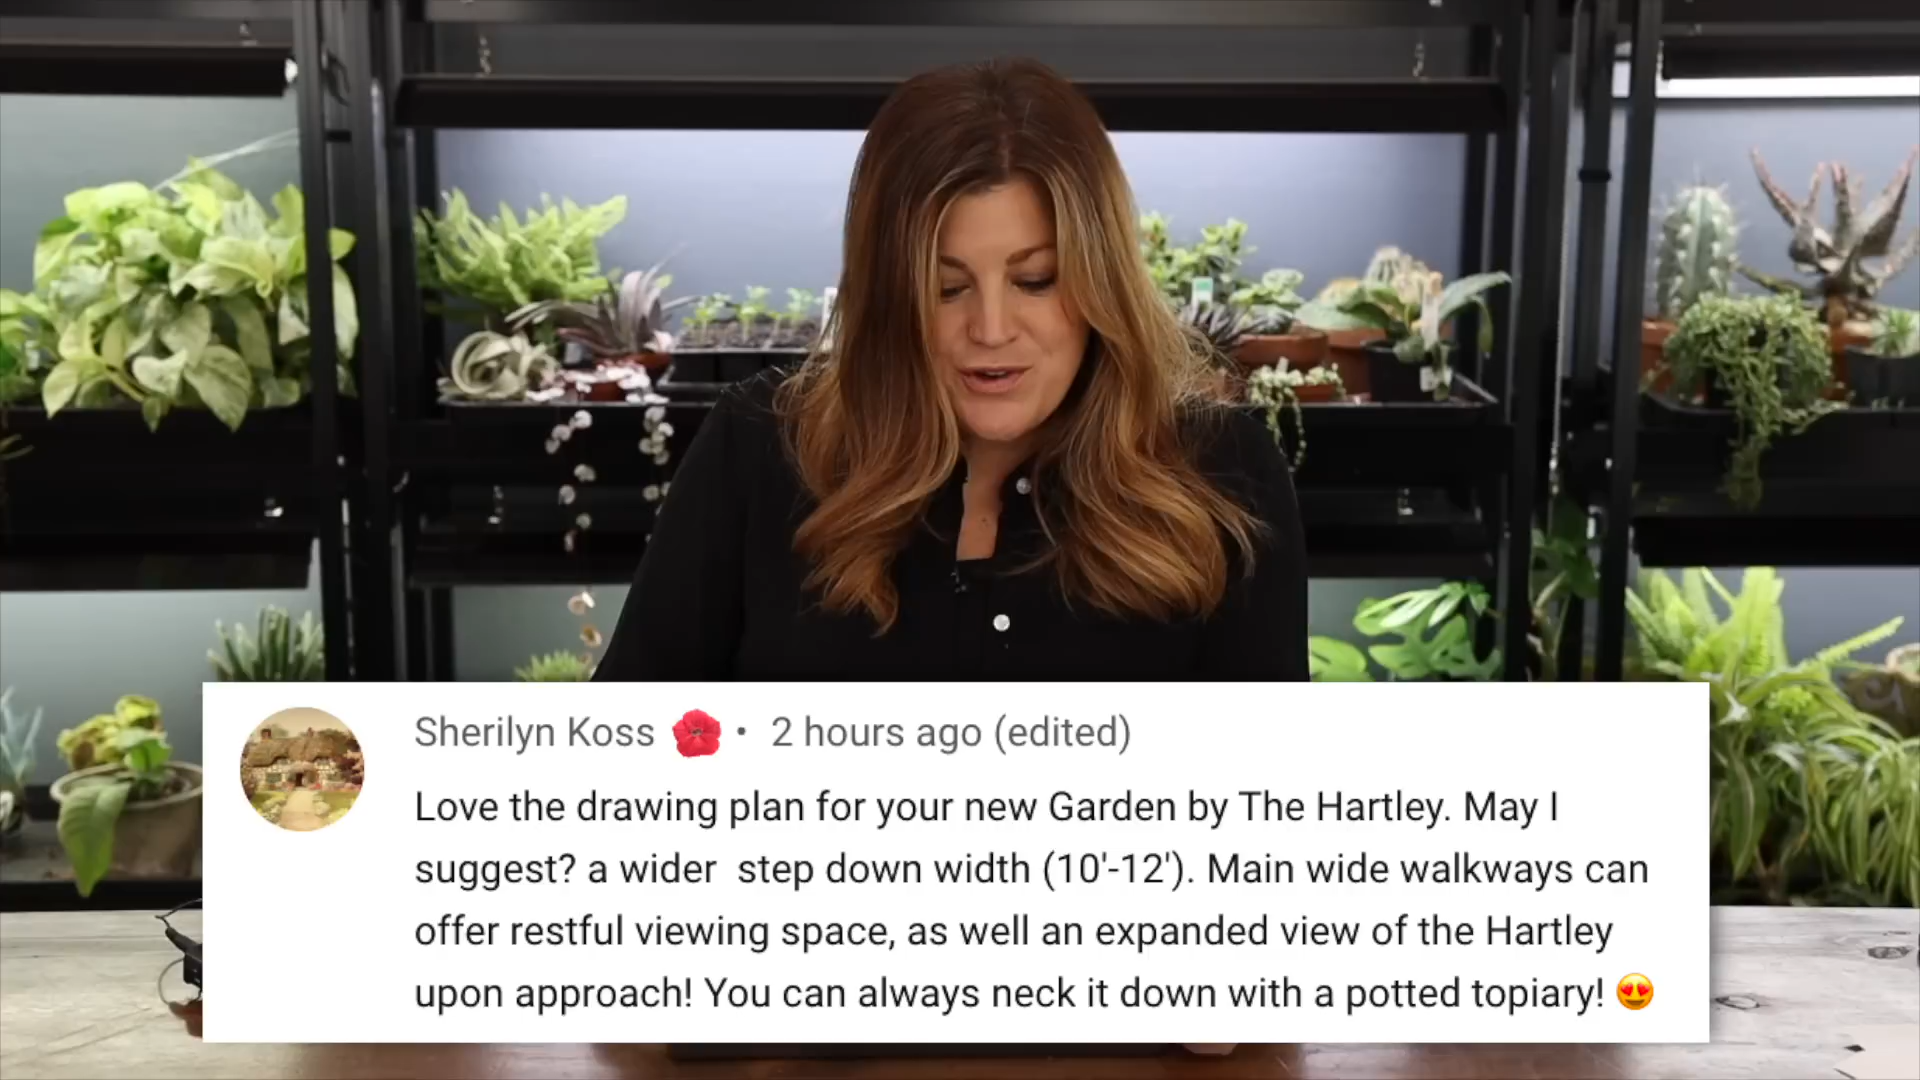 Sherilyn Koss • 2 hours ago (edited)
Love the drawing plan for your new Garden by The Hartley. May I
suggest? a wider  step down width (10'-12'). Main wide walkways can
offer restful viewing space, as well an expanded view of the Hartley
upon approach! You can always neck it down with a potted topiary! 😍